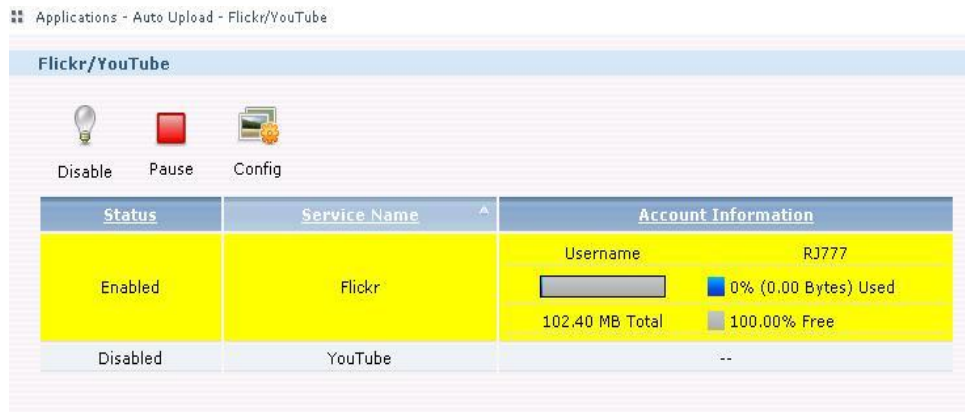 Applications - Auto Upload - Flickr/YouTube
Flickr/YouTube
Disable Pause Config
Status Service Name Account Information
Username RJ777
Enabled Flickr 0% (0.00 Bytes) Used
102.40 MB Total 100.00% Free
Disabled YouTube --